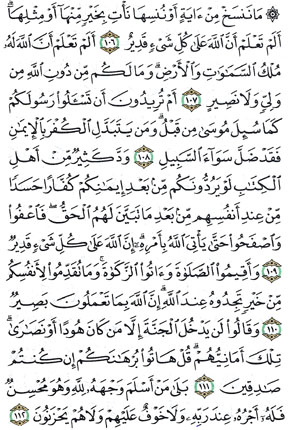 ۞ مَا نَنسَخْ مِنْ ءَايَةٍ أَوْ نُنسِهَا نَأْتِ بِخَيْرٍ مِّنْهَآ أَوْ مِثْلِهَآ ۗ
أَلَمْ تَعْلَمْ أَنَّ ٱللَّهَ عَلَىٰ كُلِّ شَىْءٍ قَدِيرٌ ١٠٦ أَلَمْ تَعْلَمْ أَنَّ ٱللَّهَ لَهُۥ
مُلْكُ ٱلسَّمَٰوَٰتِ وَٱلْأَرْضِ ۗ وَمَا لَكُم مِّن دُونِ ٱللَّهِ مِن
وَلِىٍّ وَلَا نَصِيرٍ ١٠٧ أَمْ تُرِيدُونَ أَن تَسْـَٔلُوا۟ رَسُولَكُمْ
كَمَا سُئِلَ مُوسَىٰ مِن قَبْلُ ۗ وَمَن يَتَبَدَّلِ ٱلْكُفْرَ بِٱلْإِيمَٰنِ
فَقَدْ ضَلَّ سَوَآءَ ٱلسَّبِيلِ ١٠٨ وَدَّ كَثِيرٌ مِّنْ أَهْلِ
ٱلْكِتَٰبِ لَوْ يَرُدُّونَكُم مِّنۢ بَعْدِ إِيمَٰنِكُمْ كُفَّارًا حَسَدًا
مِّنْ عِندِ أَنفُسِهِم مِّنۢ بَعْدِ مَا تَبَيَّنَ لَهُمُ ٱلْحَقُّ ۖ فَٱعْفُوا۟
وَٱصْفَحُوا۟ حَتَّىٰ يَأْتِىَ ٱللَّهُ بِأَمْرِهِۦٓ ۗ إِنَّ ٱللَّهَ عَلَىٰ كُلِّ شَىْءٍ قَدِيرٌ
١٠٩ وَأَقِيمُوا۟ ٱلصَّلَوٰةَ وَءَاتُوا۟ ٱلزَّكَوٰةَ ۚ وَمَا تُقَدِّمُوا۟ لِأَنفُسِكُم
مِّنْ خَيْرٍ تَجِدُوهُ عِندَ ٱللَّهِ ۗ إِنَّ ٱللَّهَ بِمَا تَعْمَلُونَ بَصِيرٌ
١١٠ وَقَالُوا۟ لَن يَدْخُلَ ٱلْجَنَّةَ إِلَّا مَن كَانَ هُودًا أَوْ نَصَٰرَىٰ ۗ
تِلْكَ أَمَانِيُّهُمْ ۗ قُلْ هَاتُوا۟ بُرْهَٰنَكُمْ إِن كُنتُمْ
صَٰدِقِينَ ١١١ بَلَىٰ مَنْ أَسْلَمَ وَجْهَهُۥ لِلَّهِ وَهُوَ مُحْسِنٌ
فَلَهُۥٓ أَجْرُهُۥ عِندَ رَبِّهِۦ وَلَا خَوْفٌ عَلَيْهِمْ وَلَا هُمْ يَحْزَنُونَ ١١٢